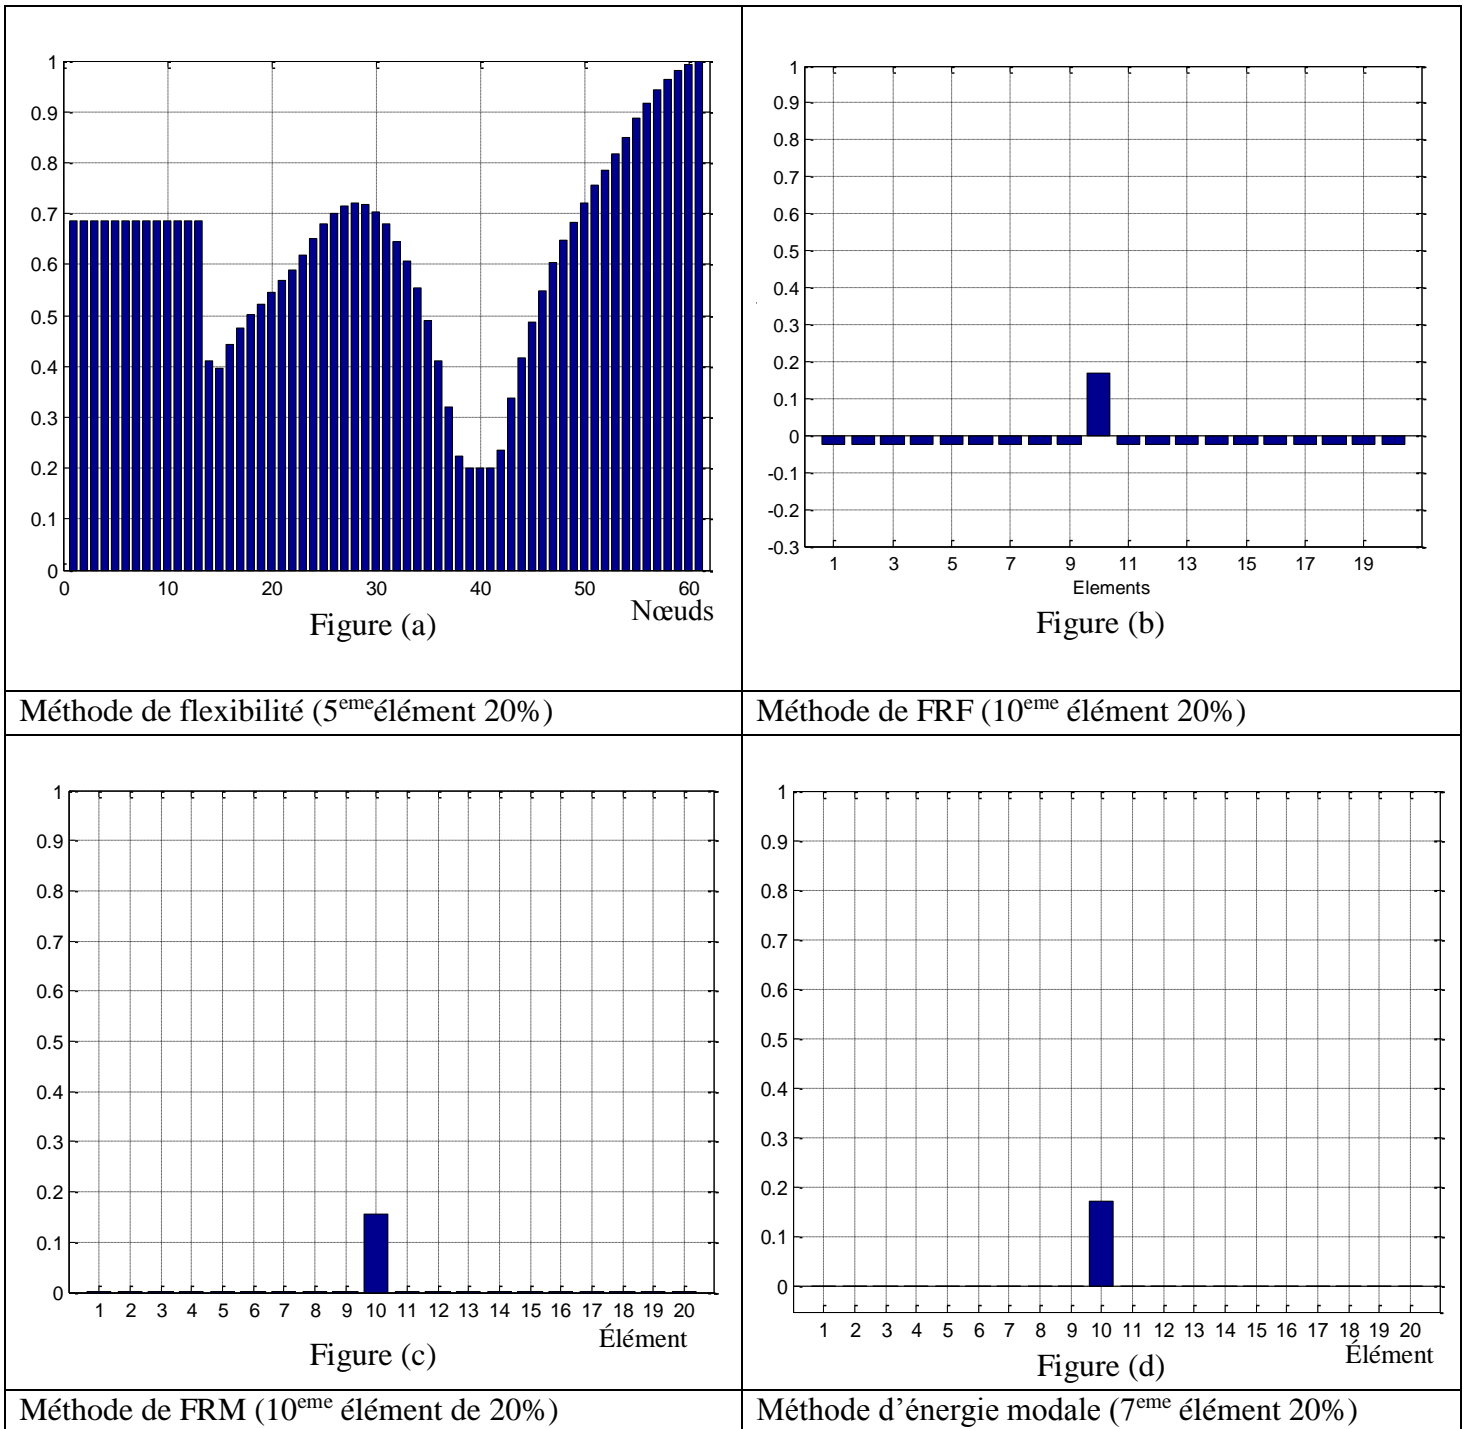 1
0.9
0.8
0.7
0.6
0.5
0.4
0.3
0.2
0.1
0
0 10 20 30 40 50 60
Nœuds
Figure (a)
1
0.9
0.8
0.7
0.6
0.5
0.4
0.3
0.2
0.1
0
-0.1
-0.2
-0.3
1 3 5 7 9 11 13 15 17 19
Elements
Figure (b)
Méthode de flexibilité (5emeélément 20%)
Méthode de FRF (10eme élément 20%)
1
0.9
0.8
0.7
0.6
0.5
0.4
0.3
0.2
0.1
0
1 2 3 4 5 6 7 8 9 10 11 12 13 14 15 16 17 18 19 20
Élément
Figure (c)
1
0.9
0.8
0.7
0.6
0.5
0.4
0.3
0.2
0.1
0
1 2 3 4 5 6 7 8 9 10 11 12 13 14 15 16 17 18 19 20
Élément
Figure (d)
Méthode de FRM (10eme élément de 20%)
Méthode d’énergie modale (7eme élément 20%)